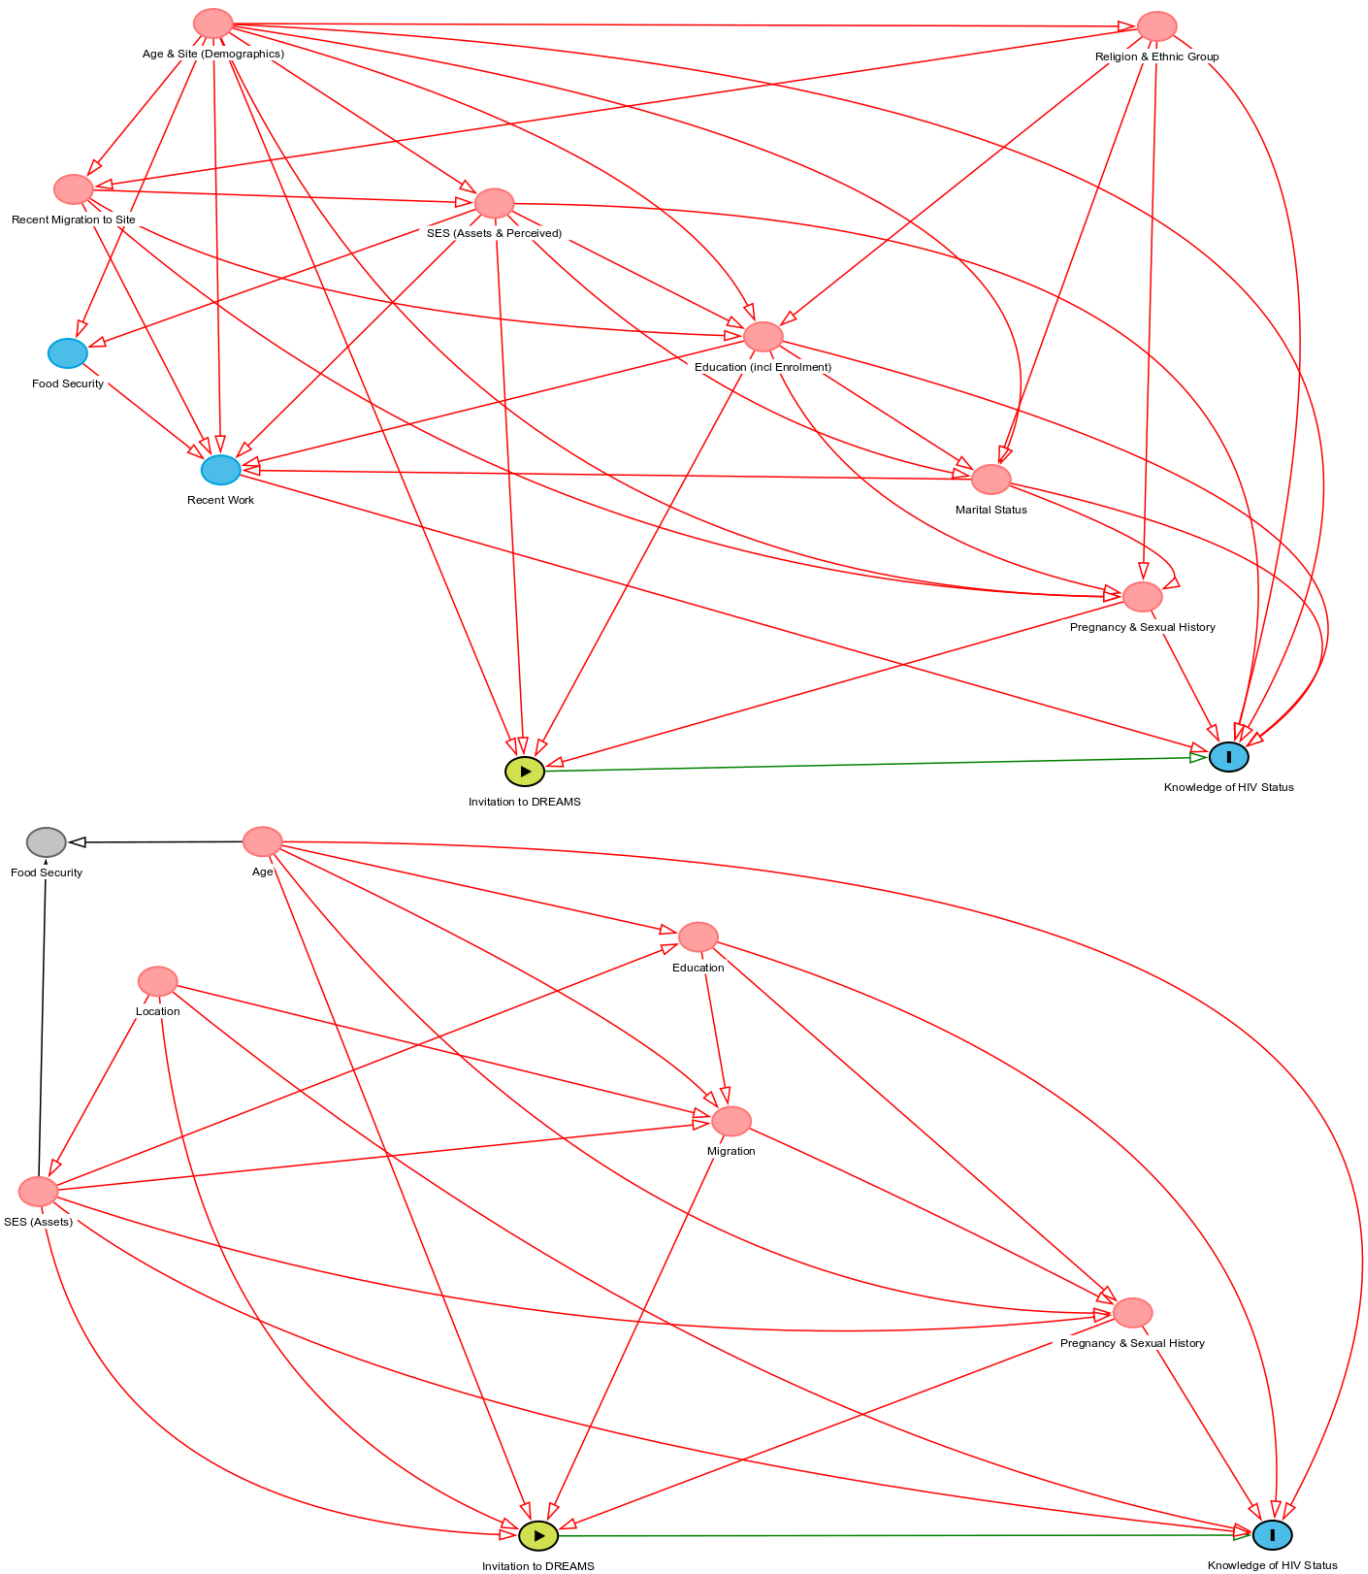 Age & Site (Demographics)
Religion & Ethnic Group
Recent Migration to Site
SES (Assets & Perceived)
Food Security
Education (incl Enrolment)
Recent Work
Marital Status
Pregnancy & Sexual History
Invitation to DREAMS
Knowledge of HIV Status
Food Security
Age
Education
Location
Migration
SES (Assets)
Pregnancy & Sexual History
Invitation to DREAMS
Knowledge of HIV Status